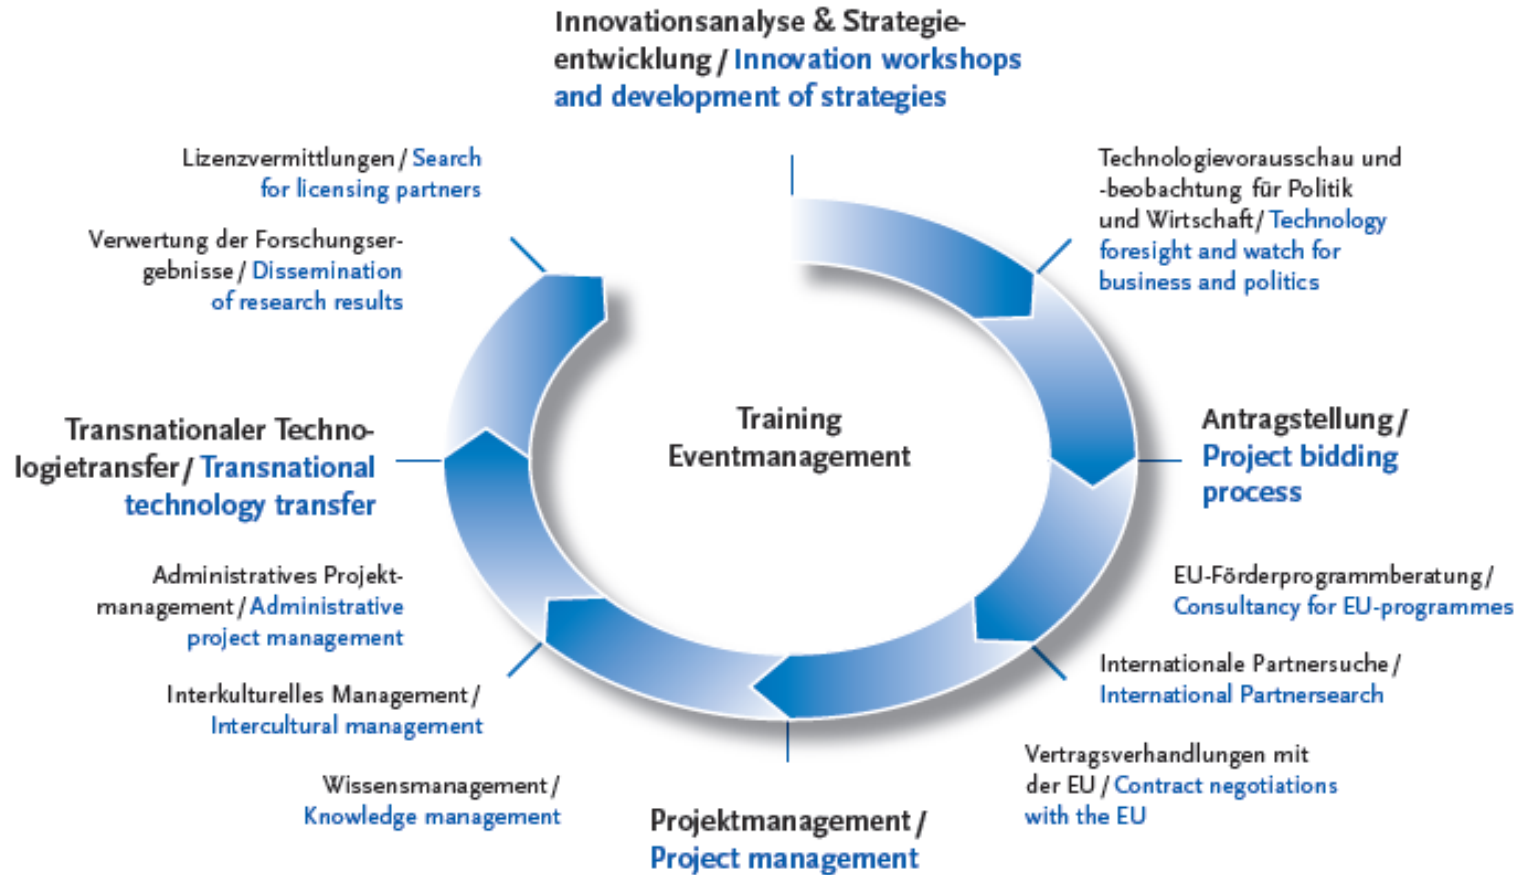 Innovationsanalyse & Strategie-
entwicklung / Innovation workshops
and development of strategies
Technologievorausschau und
-beobachtung für Politik
und Wirtschaft / Technology
foresight and watch for
business and politics
Antragstellung /
Project bidding
process
EU-Förderprogrammberatung /
Consultancy for EU-programmes
Internationale Partnersuche /
International Partnersearch
Vertragsverhandlungen mit
der EU / Contract negotiations
with the EU
Projektmanagement /
Project management
Wissensmanagement /
Knowledge management
Interkulturelles Management /
Intercultural management
Administratives Projekt-
management / Administrative
project management
Transnationaler Techno-
logietransfer / Transnational
technology transfer
Verwertung der Forschungser-
gebnisse / Dissemination
of research results
Lizenzvermittlungen / Search
for licensing partners
Training
Eventmanagement